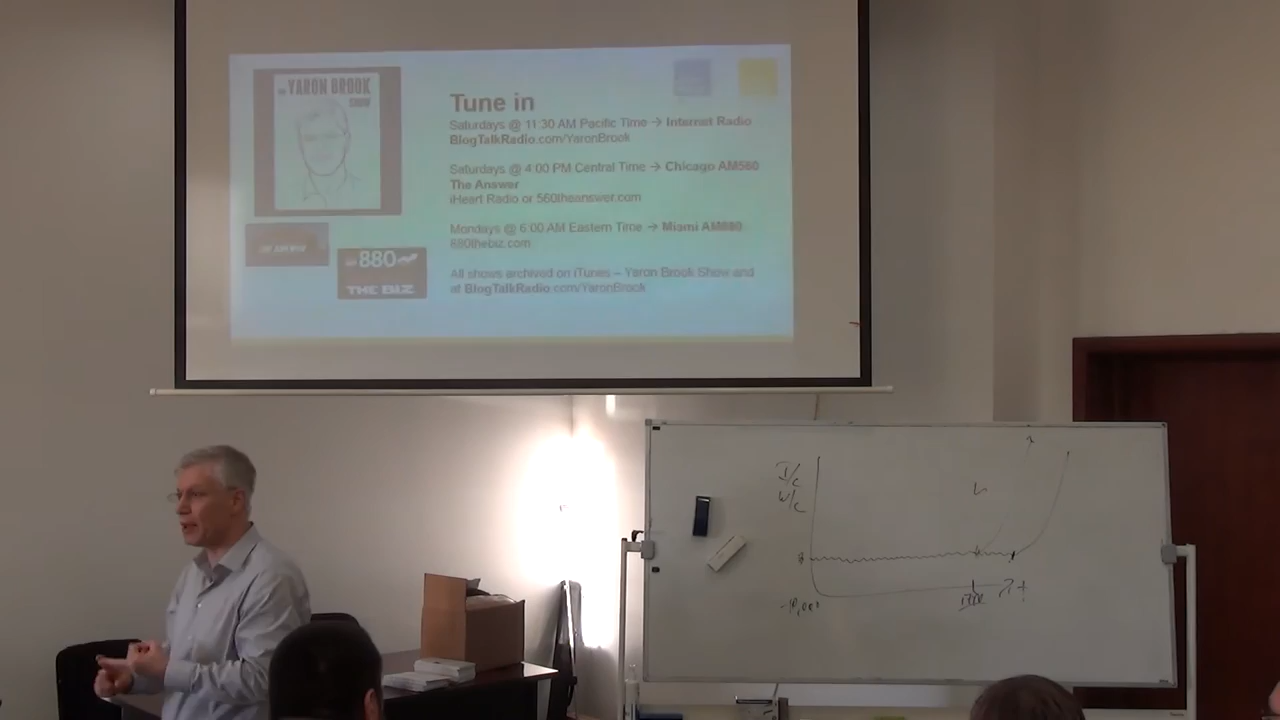 THE YARON BROOK
SHOW
Tune in
Saturdays @ 11:30 AM Pacific Time → Internet Radio
BlogTalkRadio.com/YaronBrook
Saturdays @ 4:00 PM Central Time → Chicago AM560
The Answer
iHeart Radio or 560theanswer.com
Mondays @ 6:00 AM Eastern Time → Miami AM880
880thebiz.com
All shows archived on iTunes – Yaron Brook Show and
at BlogTalkRadio.com/YaronBrook
880
THE BIZ
I/C
W/C
-10,000